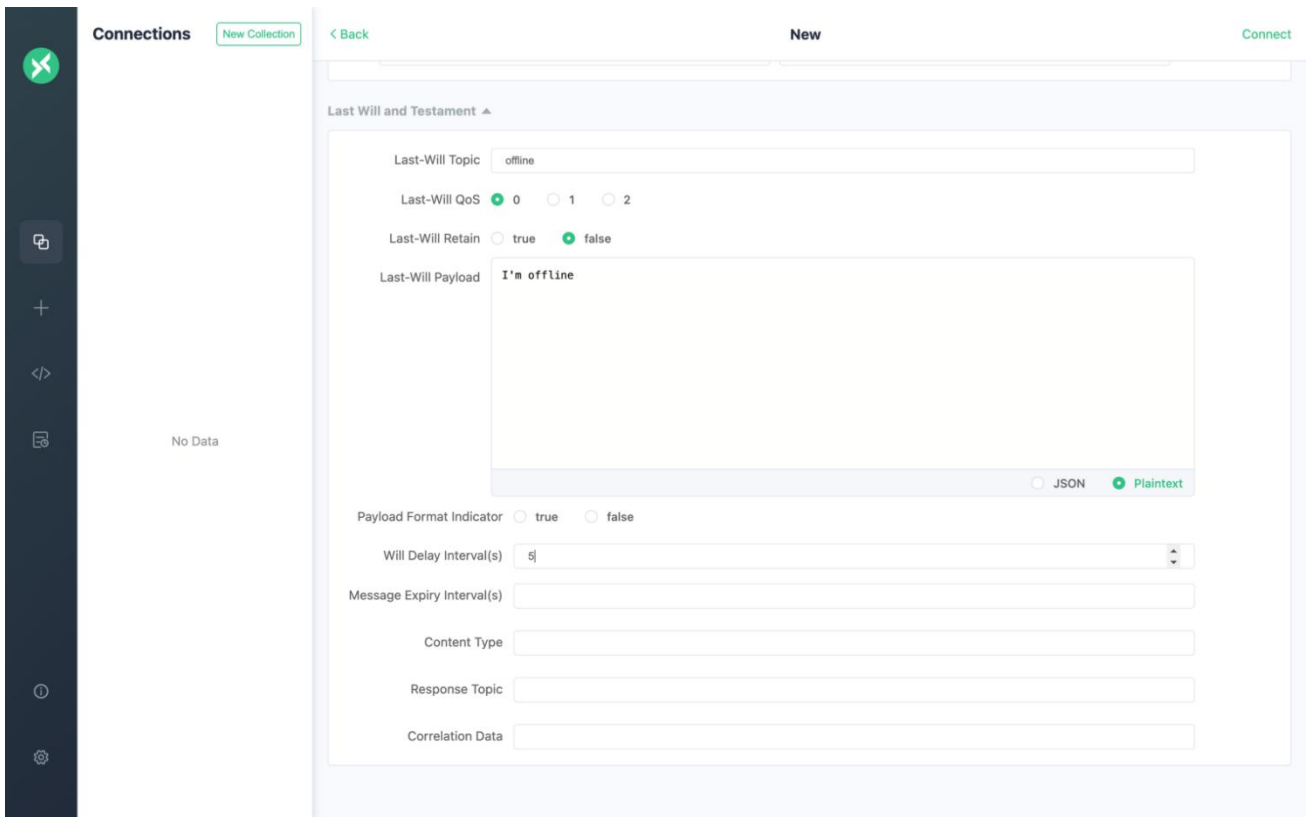 Connections
New Collection
< Back
New
Connect
Last Will and Testament
Last-Will Topic offline
Last-Will QoS 0 1 2
Last-Will Retain true false
Last-Will Payload I'm offline
JSON Plaintext
No Data
Payload Format Indicator true false
Will Delay Interval(s) 5
Message Expiry Interval(s)
Content Type
Response Topic
Correlation Data